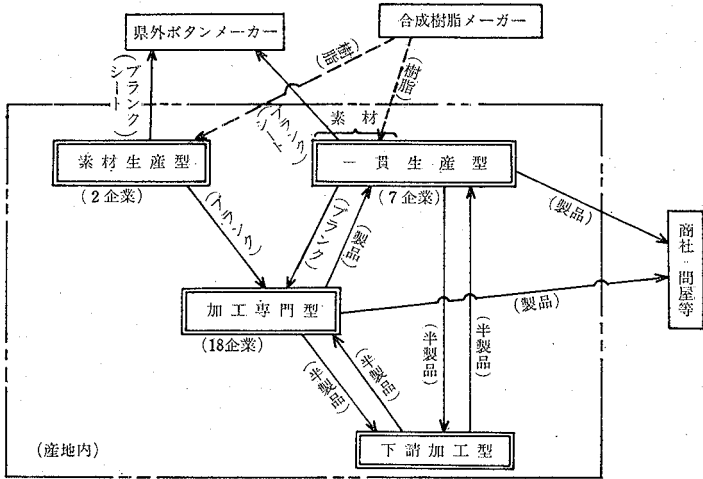 県外ボタンメーカー
合成樹脂メーカー
(樹脂)
(樹脂)
(ブランクシート)
(ブランクシート)
素材
素材生産型
(2企業)
一貫生産型
(7企業)
(ブランク)
(ブランク)
(製品)
(製品)
商社・問屋等
加工専門型
(18企業)
(製品)
(半製品)
(半製品)
(半製品)
(半製品)
下請加工型
(産地内)